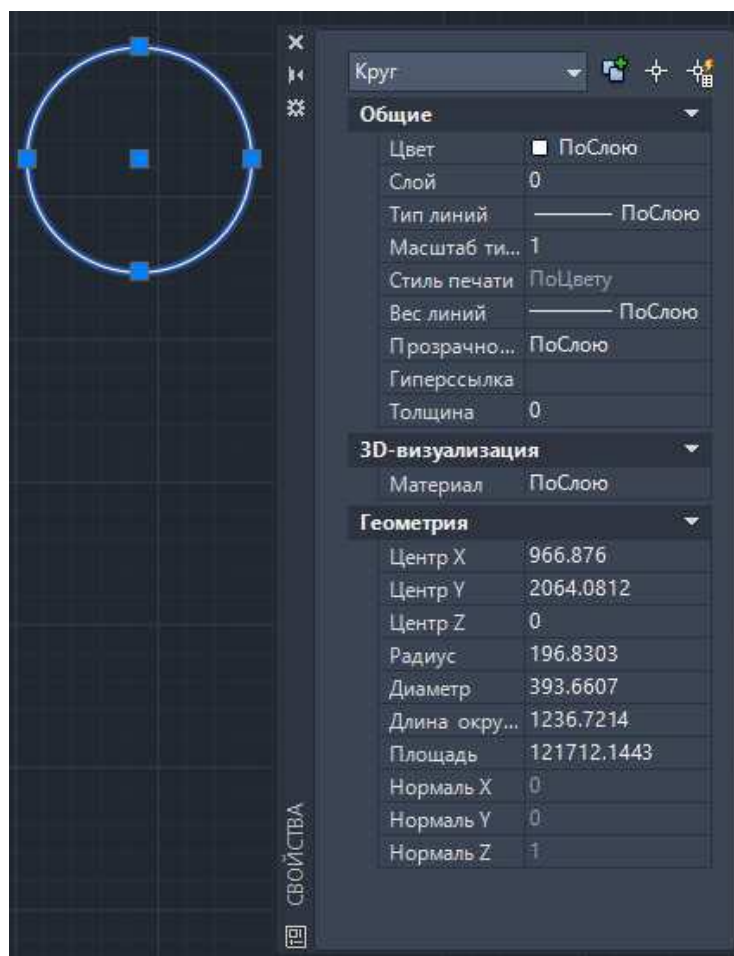 Круг
Общие
Цвет ПоСлою
Слой 0
Тип линий ПоСлою
Масштаб ти... 1
Стиль печати ПоЦвету
Вес линий ПоСлою
Прозрачно... ПоСлою
Гиперссылка
Толщина 0
3D-визуализация
Материал ПоСлою
Геометрия
Центр X 966.876
Центр Y 2064.0812
Центр Z 0
Радиус 196.8303
Диаметр 393.6607
Длина окру... 1236.7214
Площадь 121712.1443
Нормаль X 0
Нормаль Y 0
Нормаль Z 1
СВОЙСТВА